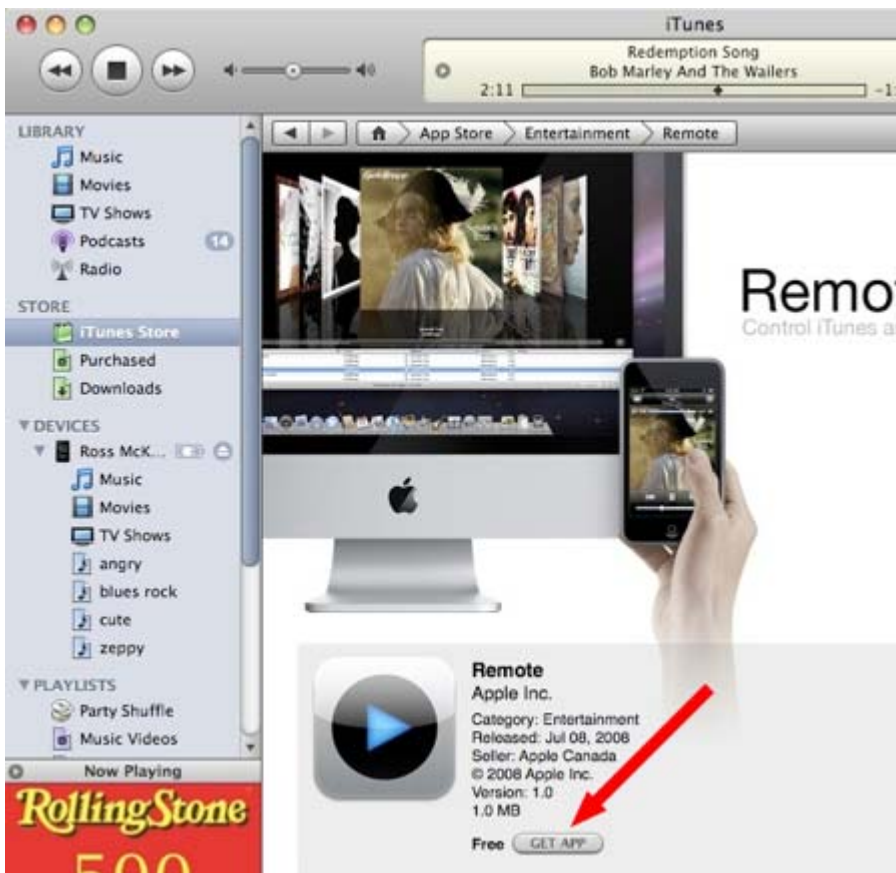 iTunes
Redemption Song
Bob Marley And The Wailers
2:11
-1:
LIBRARY
Music
Movies
TV Shows
Podcasts 14
Radio
STORE
iTunes Store
Purchased
Downloads
DEVICES
Ross McK...
Music
Movies
TV Shows
angry
blues rock
cute
zeppy
PLAYLISTS
Party Shuffle
Music Videos
Now Playing
RollingStone
500
App Store Entertainment Remote
Remo
Control iTunes a
Remote
Apple Inc.
Category: Entertainment
Released: Jul 08, 2008
Seller: Apple Canada
© 2008 Apple Inc.
Version: 1.0
1.0 MB
Free GET APP